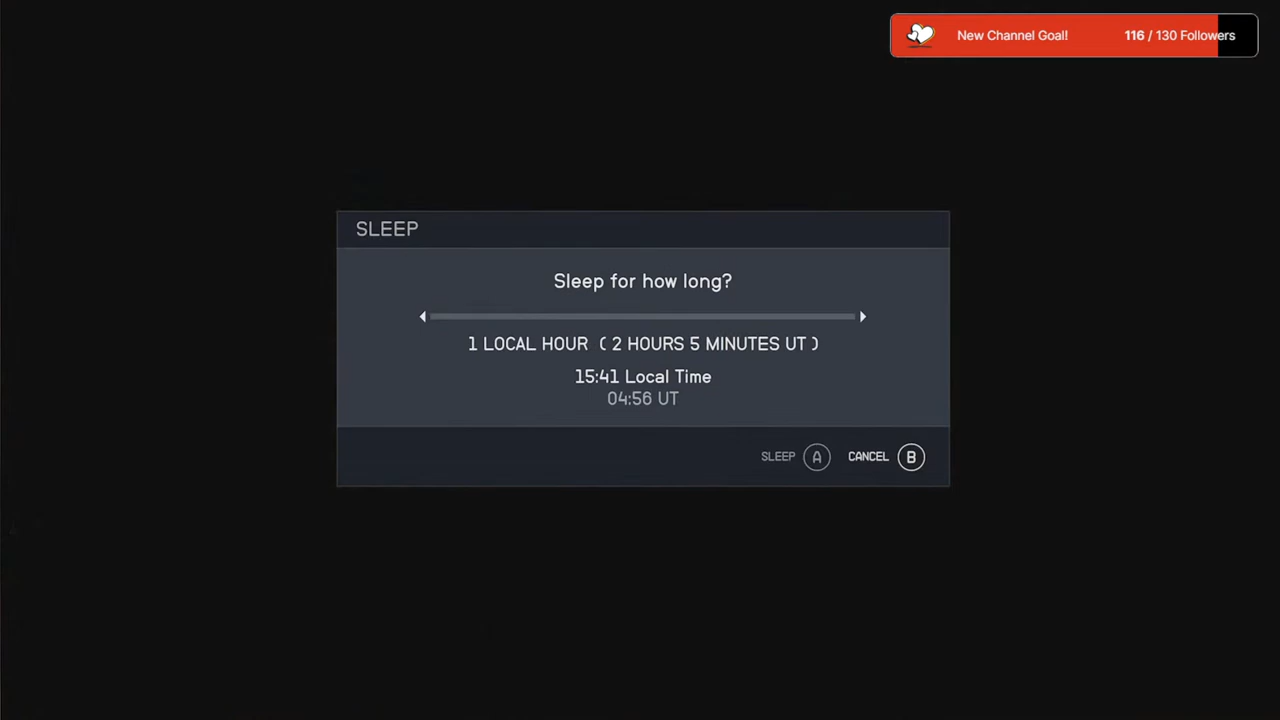 New Channel Goal! 116 / 130 Followers
SLEEP
Sleep for how long?
1 LOCAL HOUR ( 2 HOURS 5 MINUTES UT )
15:41 Local Time
04:56 UT
SLEEP A CANCEL B